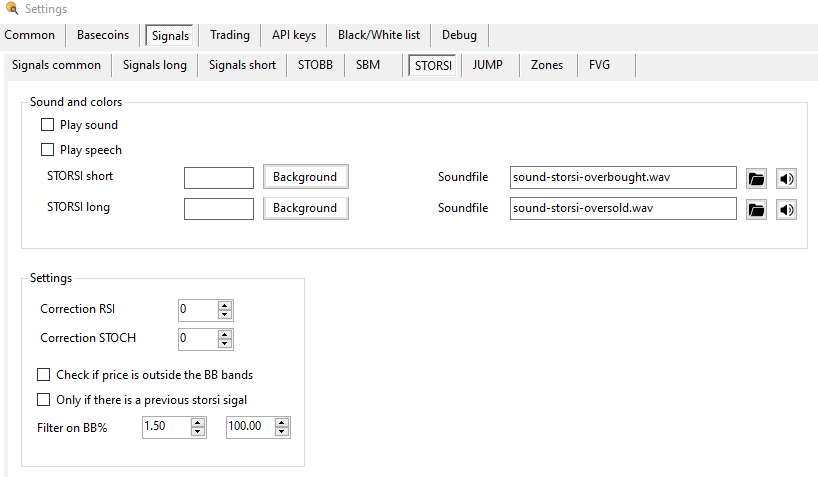 Settings
Common Basecoins Signals Trading API keys Black/White list Debug
Signals common Signals long Signals short STOBB SBM STORSI JUMP Zones FVG
Sound and colors
Play sound
Play speech
STORSI short Background Soundfile sound-storsi-overbought.wav
STORSI long Background Soundfile sound-storsi-oversold.wav
Settings
Correction RSI 0
Correction STOCH 0
Check if price is outside the BB bands
Only if there is a previous storsi sigal
Filter on BB% 1.50 100.00